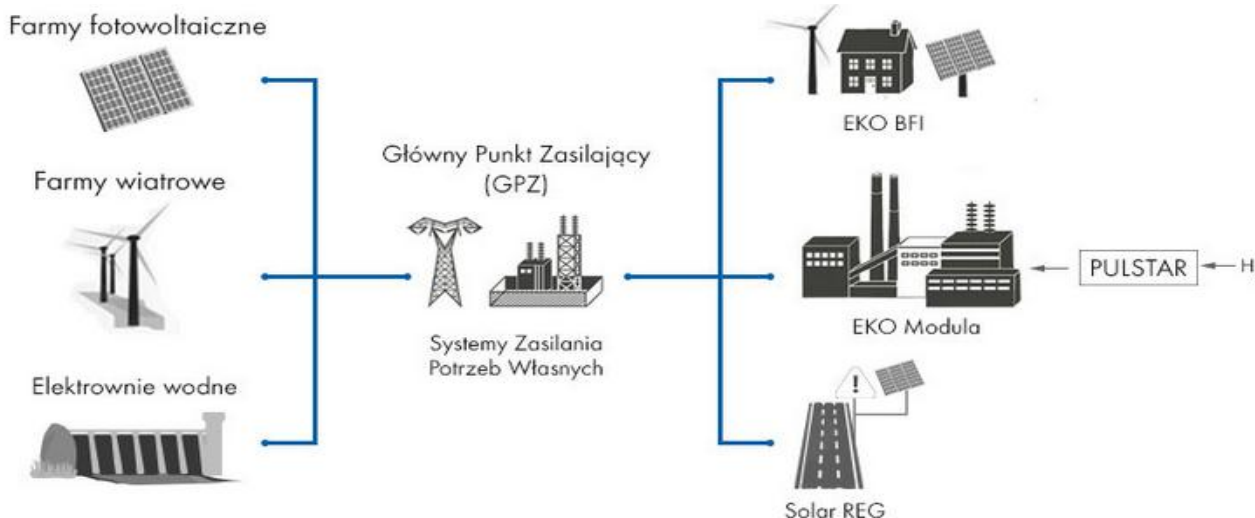 Farmy fotowoltaiczne
Farmy wiatrowe
Elektrownie wodne
Główny Punkt Zasilający
(GPZ)
Systemy Zasilania
Potrzeb Własnych
EKO BFI
!
EKO Modula
PULSTAR
H
Solar REG